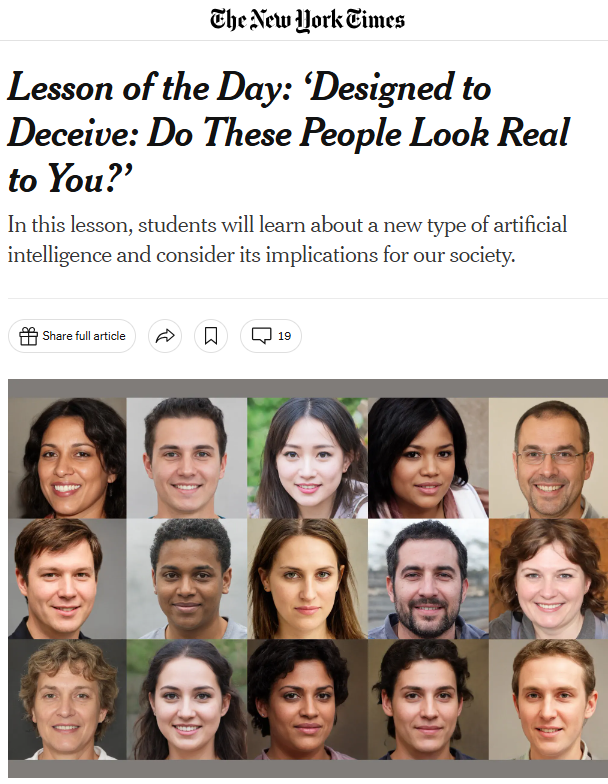 The New York Times
Lesson of the Day: ‘Designed to
Deceive: Do These People Look Real
to You?’
In this lesson, students will learn about a new type of artificial
intelligence and consider its implications for our society.
Share full article
19